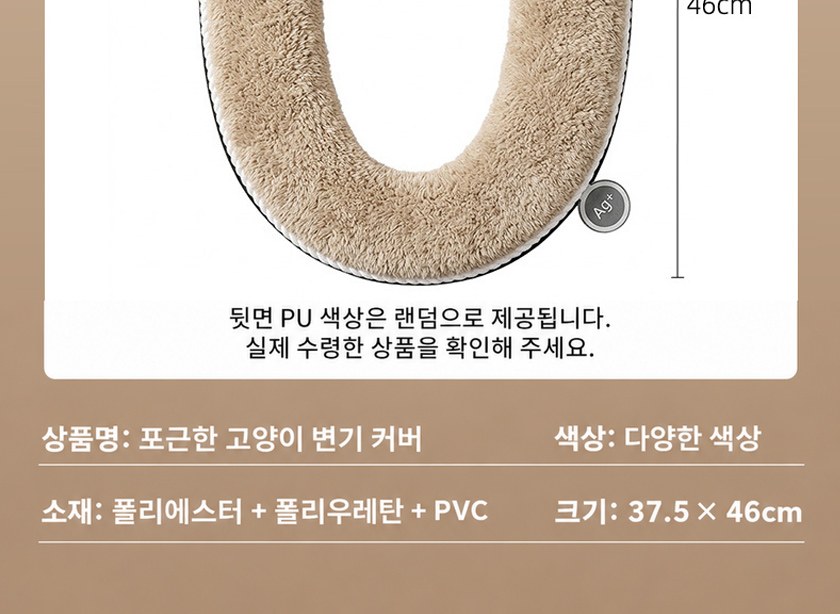 46cm
Ag+
뒷면 PU 색상은 랜덤으로 제공됩니다.
실제 수령한 상품을 확인해 주세요.
상품명: 포근한 고양이 변기 커버
색상: 다양한 색상
소재: 폴리에스터 + 폴리우레탄 + PVC
크기: 37.5 × 46cm